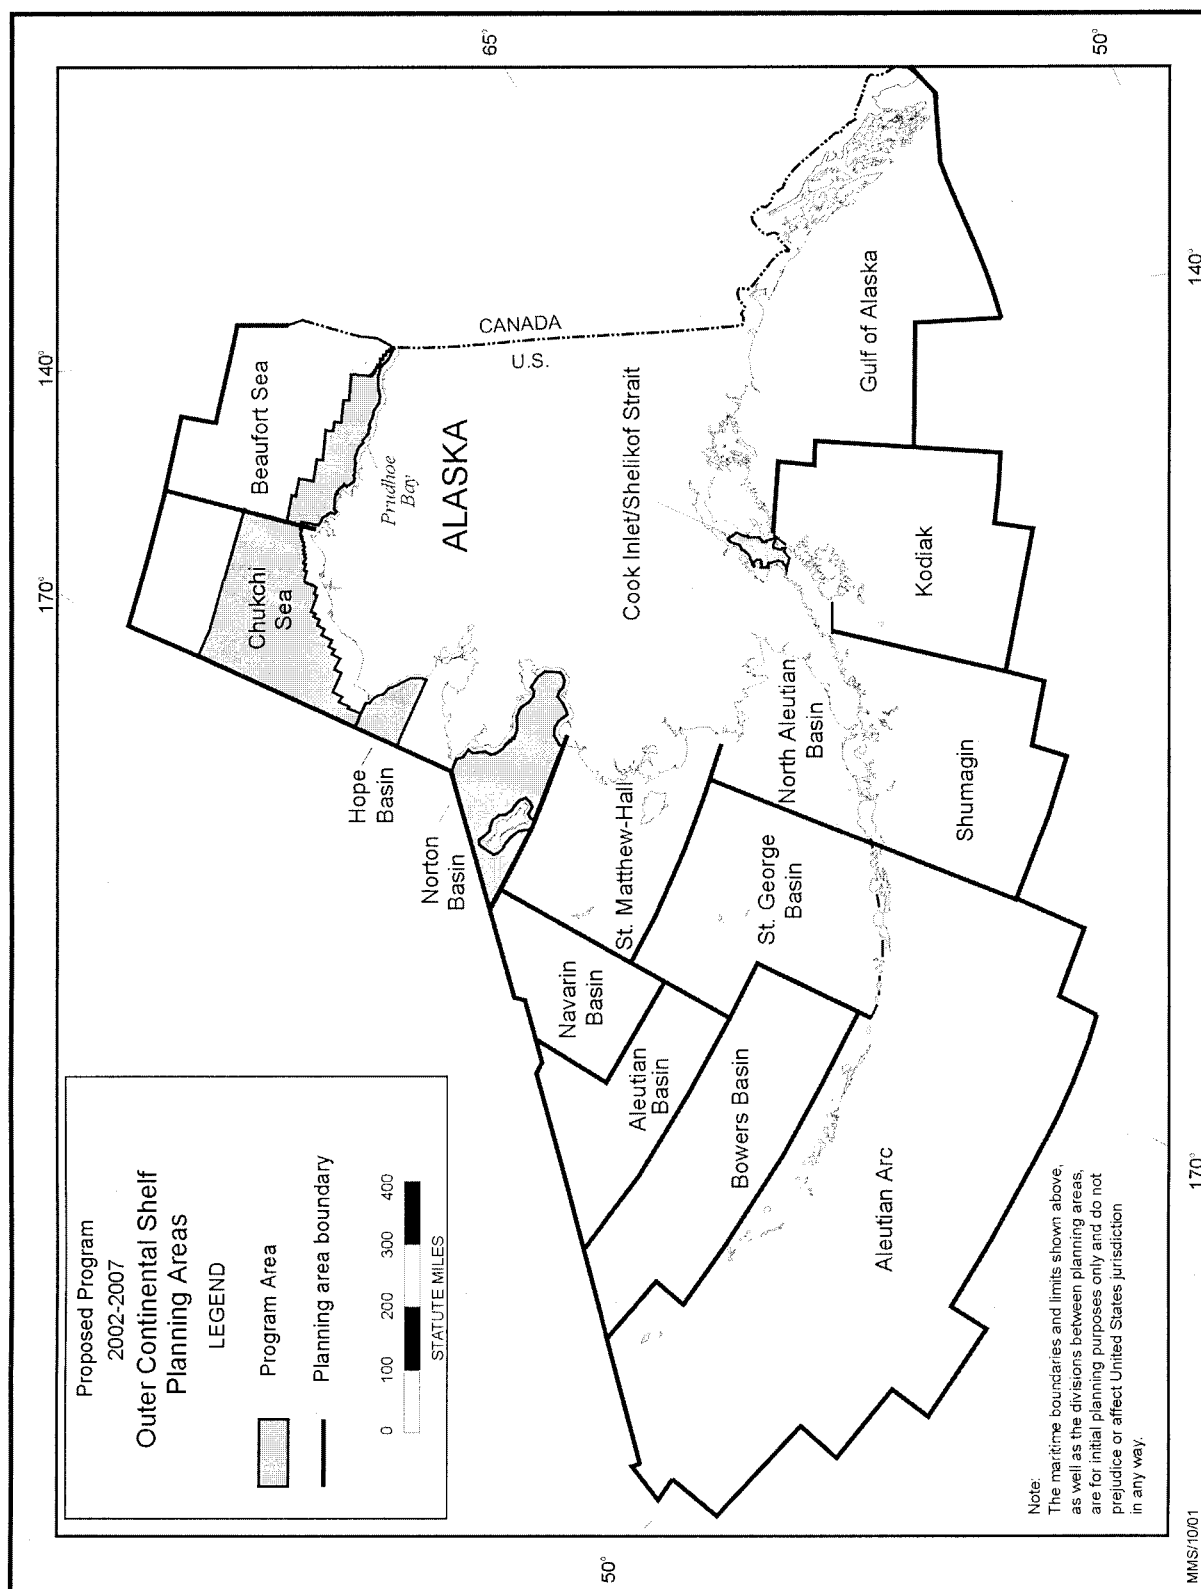 Proposed Program
2002-2007
Outer Continental Shelf
Planning Areas
LEGEND
Program Area
Planning area boundary
0 100 200 300 400
STATUTE MILES
170°
140°
65°
50°
50°
170°
140°
Chukchi
Sea
Beaufort Sea
Prudhoe
Bay
Hope
Basin
Norton
Basin
ALASKA
CANADA
U.S.
Navarin
Basin
St. Matthew-Hall
Cook Inlet/Shelikof Strait
Aleutian
Basin
Bowers Basin
St. George
Basin
North Aleutian
Basin
Aleutian Arc
Shumagin
Kodiak
Gulf of Alaska
Note:
The maritime boundaries and limits shown above,
as well as the divisions between planning areas,
are for initial planning purposes only and do not
prejudice or affect United States jurisdiction
in any way.
MMS/10/01